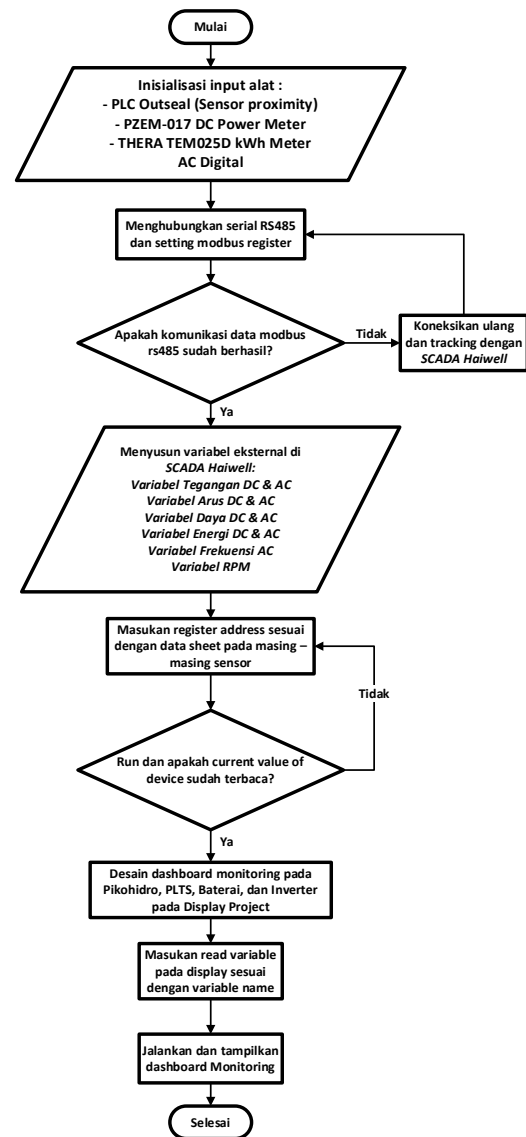 Mulai
Inisialisasi input alat :
- PLC Outseal (Sensor proximity)
- PZEM-017 DC Power Meter
- THERA TEM025D kWh Meter
AC Digital
Menghubungkan serial RS485
dan setting modbus register
Apakah komunikasi data modbus
rs485 sudah berhasil?
Tidak
Koneksikan ulang
dan tracking dengan
SCADA Haiwell
Ya
Menyusun variabel eksternal di
SCADA Haiwell:
Variabel Tegangan DC & AC
Variabel Arus DC & AC
Variabel Daya DC & AC
Variabel Energi DC & AC
Variabel Frekuensi AC
Variabel RPM
Masukan register address sesuai
dengan data sheet pada masing –
masing sensor
Tidak
Run dan apakah current value of
device sudah terbaca?
Ya
Desain dashboard monitoring pada
Pikohidro, PLTS, Baterai, dan Inverter
pada Display Project
Masukan read variable
pada display sesuai
dengan variable name
Jalankan dan tampilkan
dashboard Monitoring
Selesai